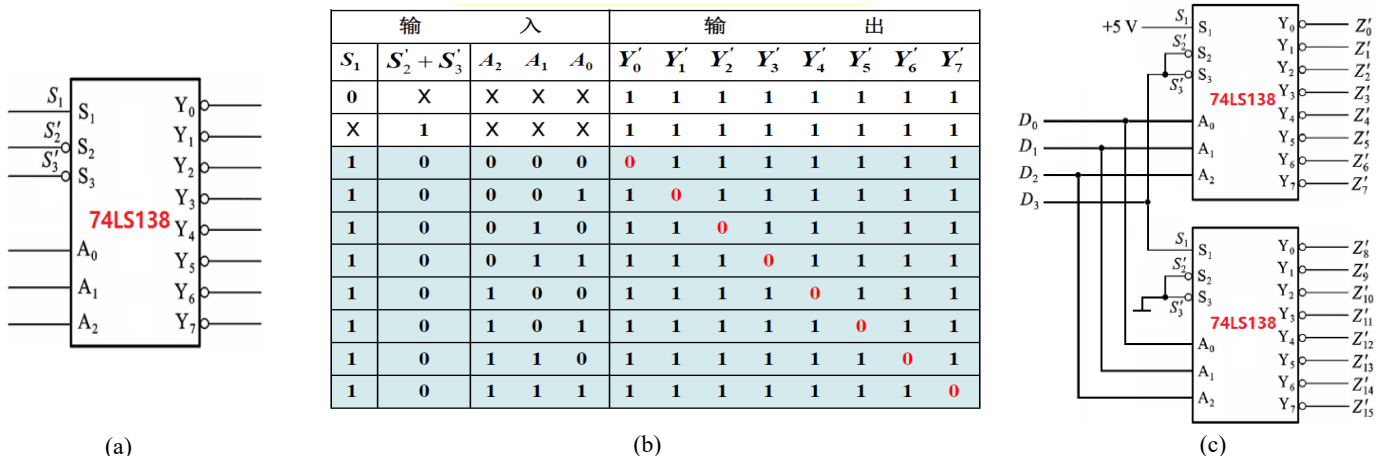 S₁ S₁ Y₀
Y₁
S₂′ S₂ Y₂
S₃′ S₃ Y₃
74LS138 Y₄
A₀ Y₅
A₁ Y₆
A₂ Y₇
(a)
输 入 输 出
S₁ S₂′ + S₃′ A₂ A₁ A₀ Y₀′ Y₁′ Y₂′ Y₃′ Y₄′ Y₅′ Y₆′ Y₇′
0 X X X X 1 1 1 1 1 1 1 1
X 1 X X X 1 1 1 1 1 1 1 1
1 0 0 0 0 0 1 1 1 1 1 1 1
1 0 0 0 1 1 0 1 1 1 1 1 1
1 0 0 1 0 1 1 0 1 1 1 1 1
1 0 0 1 1 1 1 1 0 1 1 1 1
1 0 1 0 0 1 1 1 1 0 1 1 1
1 0 1 0 1 1 1 1 1 1 0 1 1
1 0 1 1 0 1 1 1 1 1 1 0 1
1 0 1 1 1 1 1 1 1 1 1 1 0
(b)
+5 V S₁ S₁ Y₀ Z₀′
Y₁ Z₁′
S₂′ S₂ Y₂ Z₂′
S₃′ S₃ Y₃ Z₃′
74LS138 Y₄ Z₄′
D₀ A₀ Y₅ Z₅′
D₁ A₁ Y₆ Z₆′
D₂ A₂ Y₇ Z₇′
D₃
S₁ S₁ Y₀ Z₈′
Y₁ Z₉′
S₂′ S₂ Y₂ Z₁₀′
S₃′ S₃ Y₃ Z₁₁′
74LS138 Y₄ Z₁₂′
A₀ Y₅ Z₁₃′
A₁ Y₆ Z₁₄′
A₂ Y₇ Z₁₅′
(c)